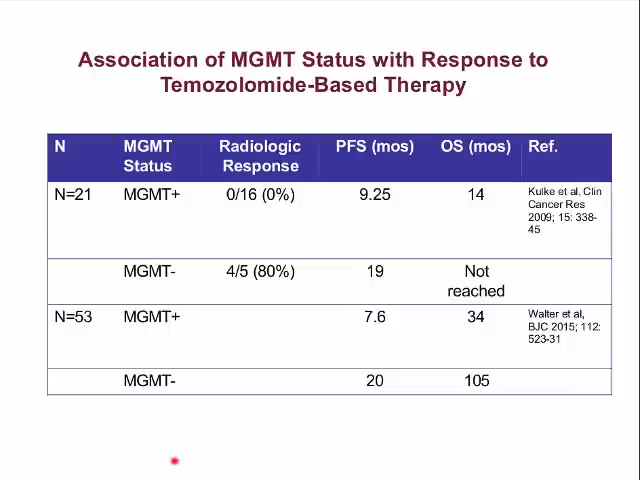 Association of MGMT Status with Response to
Temozolomide-Based Therapy
N MGMT Status Radiologic Response PFS (mos) OS (mos) Ref.
N=21 MGMT+ 0/16 (0%) 9.25 14 Kulke et al, Clin Cancer Res 2009; 15: 338-45
MGMT- 4/5 (80%) 19 Not reached
N=53 MGMT+ 7.6 34 Walter et al, BJC 2015; 112: 523-31
MGMT- 20 105